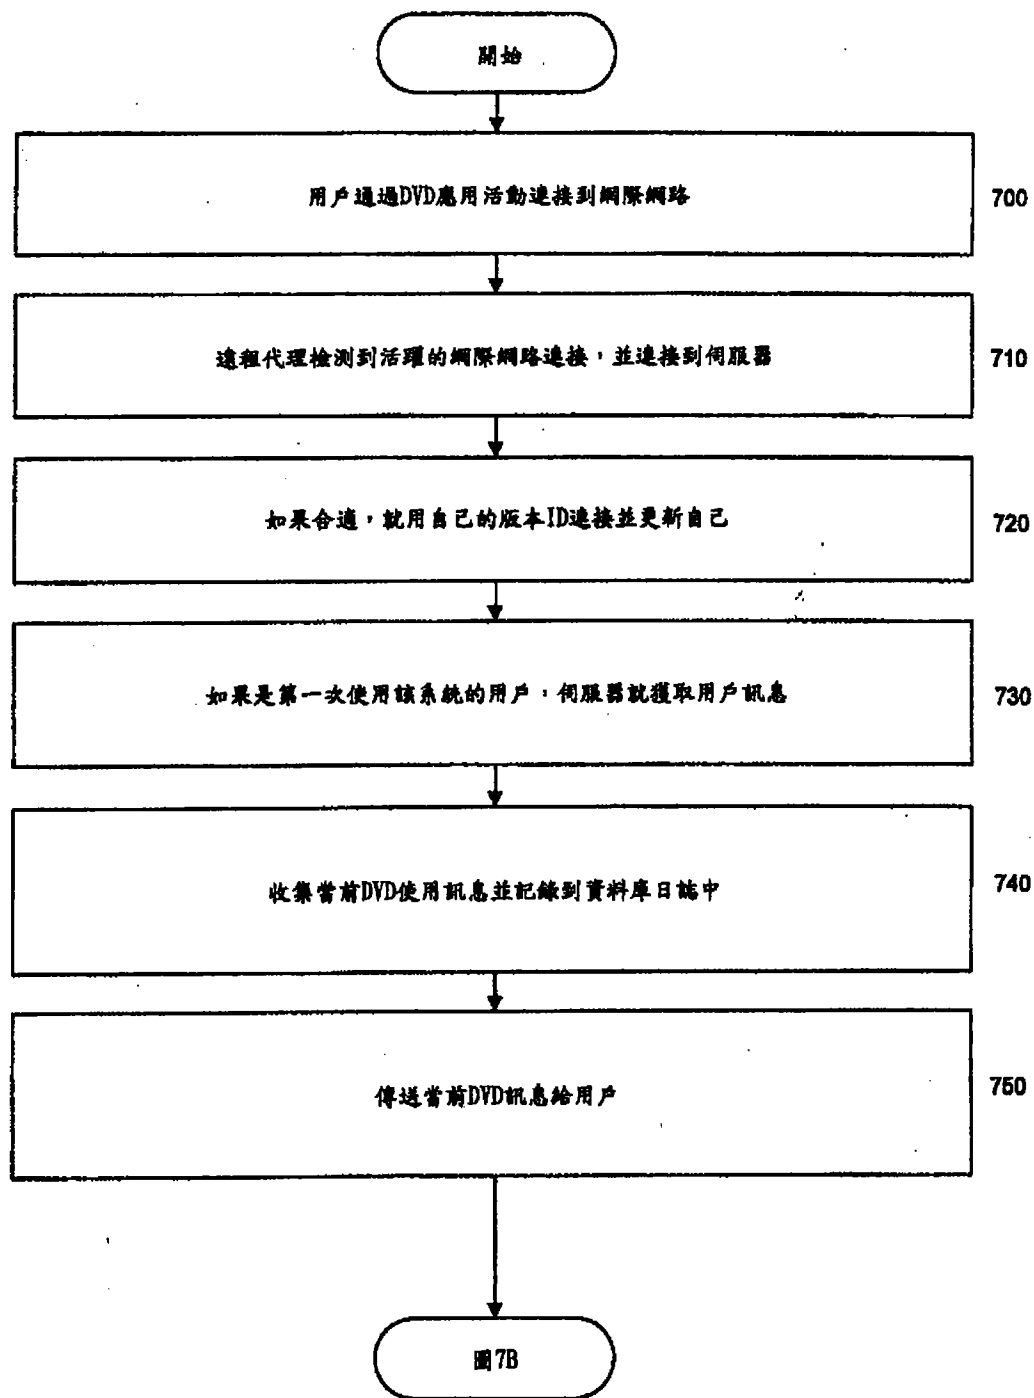 開始
用戶通過DVD應用活動連接到網際網路
700
遠程代理檢測到活躍的網際網路連接，並連接到伺服器
710
如果合適，就用自己的版本ID連接並更新自己
720
如果是第一次使用該系統的用戶，伺服器就獲取用戶訊息
730
收集當前DVD使用訊息並記錄到資料庫日誌中
740
傳送當前DVD訊息給用戶
750
圖7B